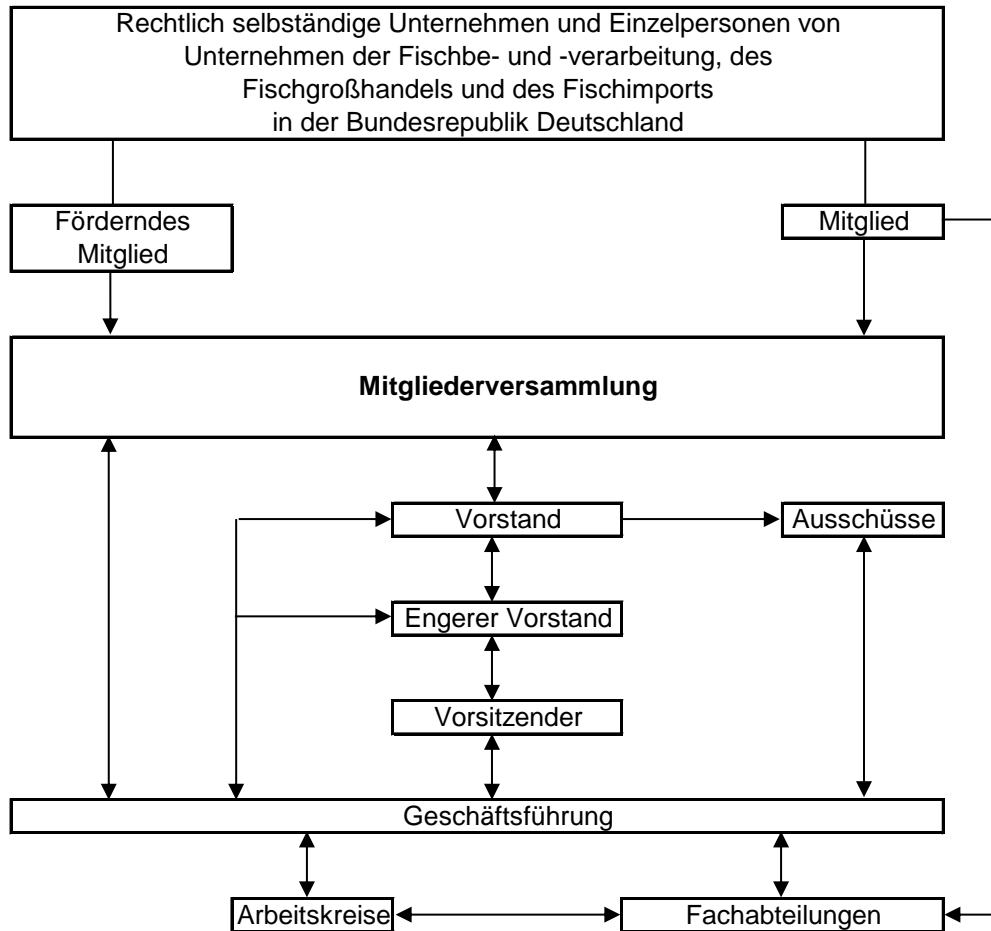 Rechtlich selbständige Unternehmen und Einzelpersonen von
Unternehmen der Fischbe- und -verarbeitung, des
Fischgroßhandels und des Fischimports
in der Bundesrepublik Deutschland
Förderndes
Mitglied
Mitglied
Mitgliederversammlung
Vorstand
Ausschüsse
Engerer Vorstand
Vorsitzender
Geschäftsführung
Arbeitskreise
Fachabteilungen